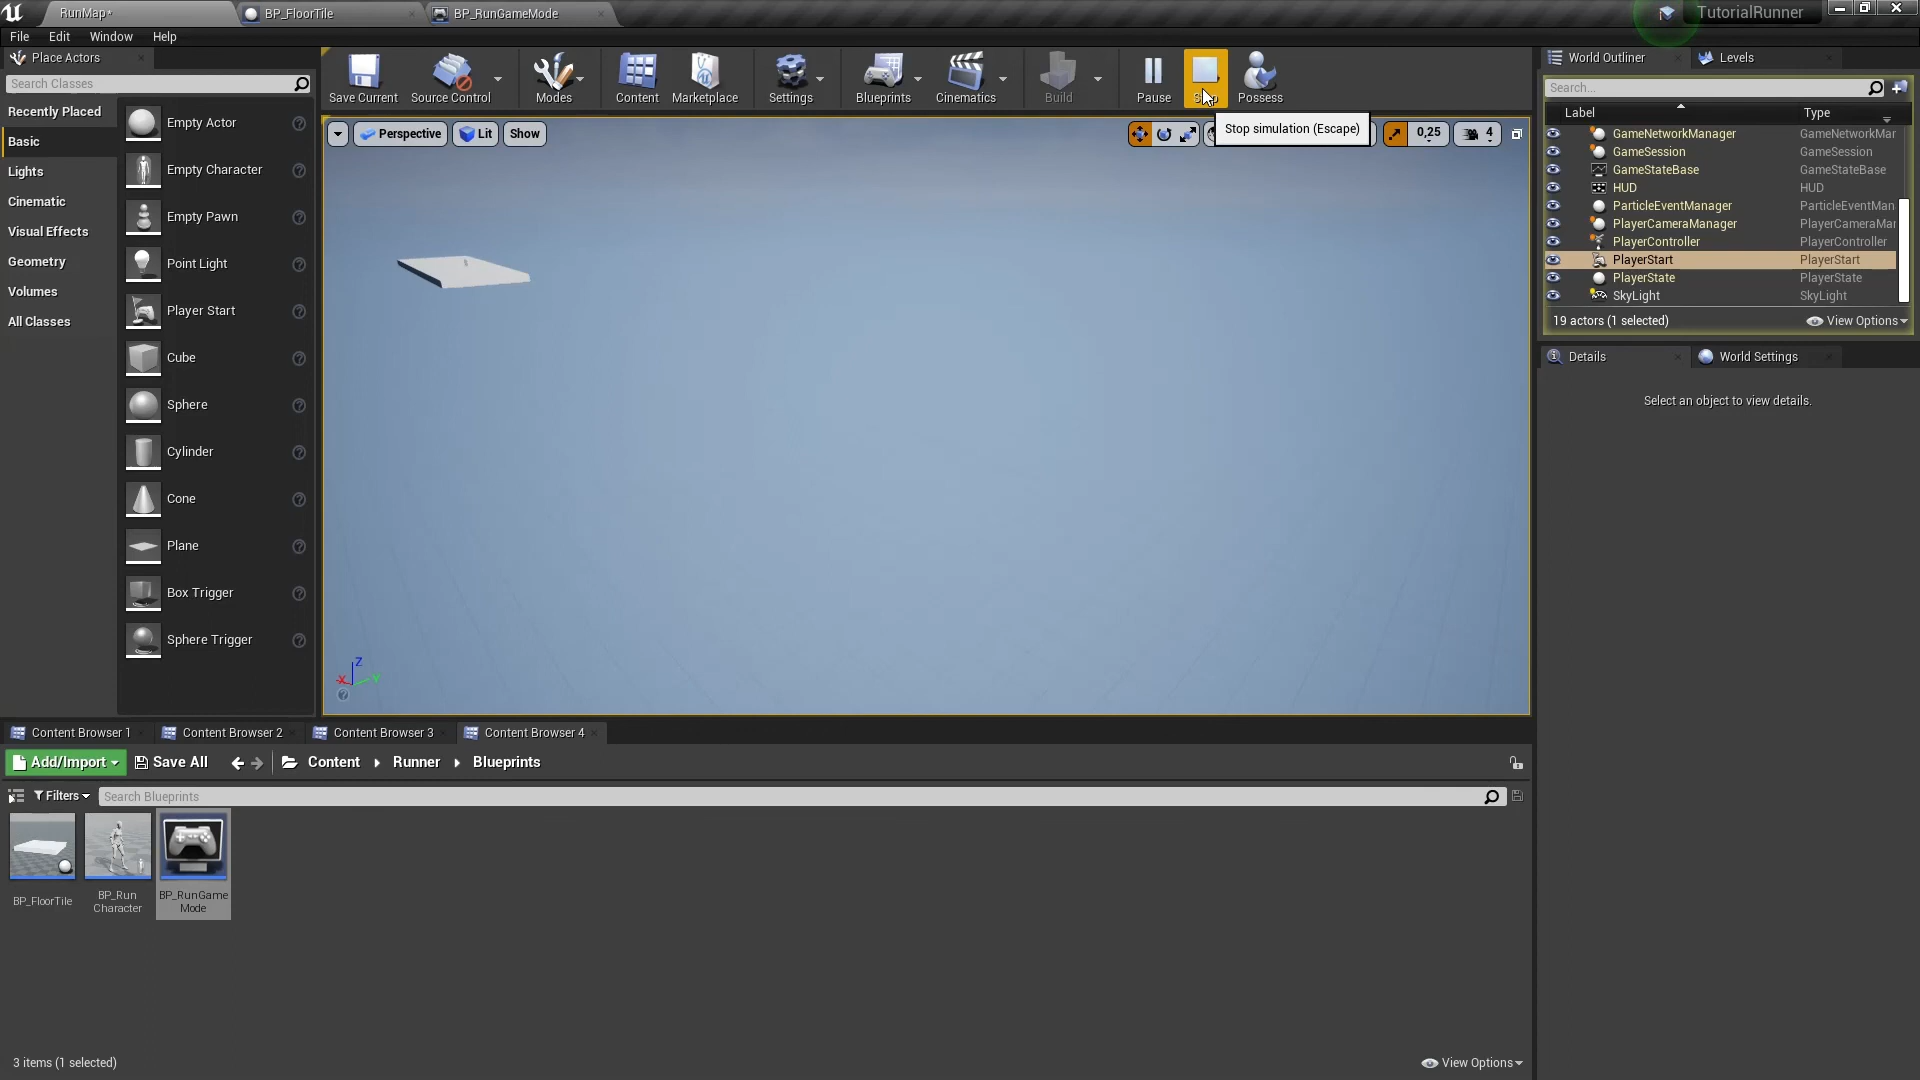 RunMap*
BP_FloorTile
BP_RunGameMode
TutorialRunner
File
Edit
Window
Help
Place Actors
Search Classes
Recently Placed
Basic
Lights
Cinematic
Visual Effects
Geometry
Volumes
All Classes
Empty Actor
Empty Character
Empty Pawn
Point Light
Player Start
Cube
Sphere
Cylinder
Cone
Plane
Box Trigger
Sphere Trigger
Save Current
Source Control
Modes
Content
Marketplace
Settings
Blueprints
Cinematics
Build
Pause
Possess
Stop simulation (Escape)
Perspective
Lit
Show
0,25
4
Z
X
Y
World Outliner
Levels
Search...
Label
Type
GameNetworkManager
GameNetworkMar
GameSession
GameSession
GameStateBase
GameStateBase
HUD
HUD
ParticleEventManager
ParticleEventMan
PlayerCameraManager
PlayerCameraMar
PlayerController
PlayerController
PlayerStart
PlayerStart
PlayerState
PlayerState
SkyLight
SkyLight
19 actors (1 selected)
View Options
Details
World Settings
Select an object to view details.
Content Browser 1
Content Browser 2
Content Browser 3
Content Browser 4
Add/Import
Save All
Content
Runner
Blueprints
Filters
Search Blueprints
BP_FloorTile
BP_Run
Character
BP_RunGame
Mode
3 items (1 selected)
View Options